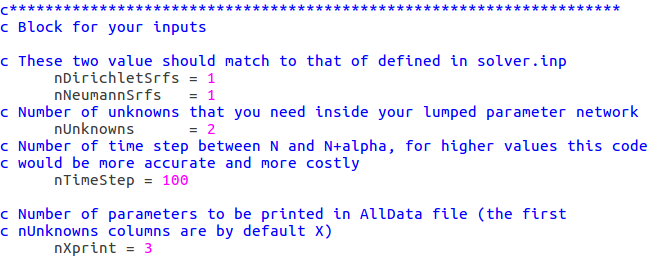 c********************************************************************
c Block for your inputs

c These two value should match to that of defined in solver.inp
      nDirichletSrfs = 1
      nNeumannSrfs   = 1
c Number of unknowns that you need inside your lumped parameter network
      nUnknowns      = 2
c Number of time step between N and N+alpha, for higher values this code
c would be more accurate and more costly
      nTimeStep = 100

c Number of parameters to be printed in AllData file (the first
c nUnknowns columns are by default X)
      nXprint = 3